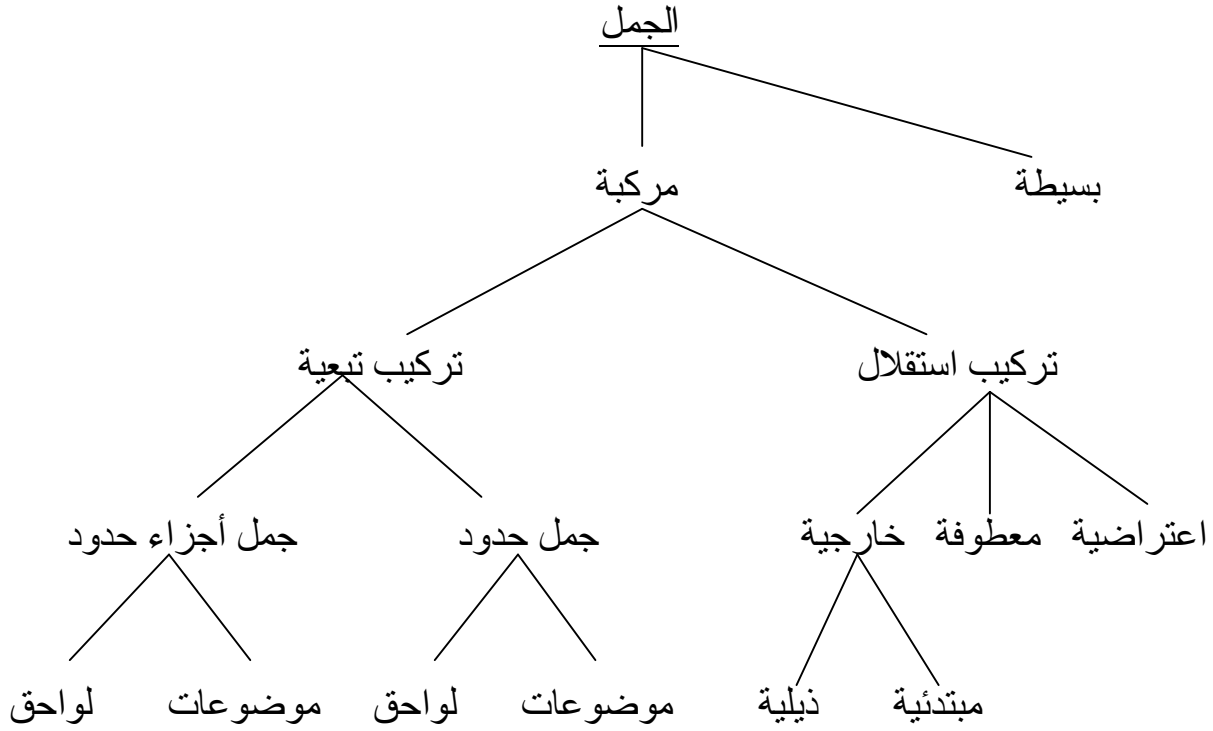 الجمل
بسيطة مركبة
تركيب استقلال تركيب تبعية
اعتراضية معطوفة خارجية جمل حدود جمل أجزاء حدود
مبتدئية ذيلية موضوعات لواحق موضوعات لواحق